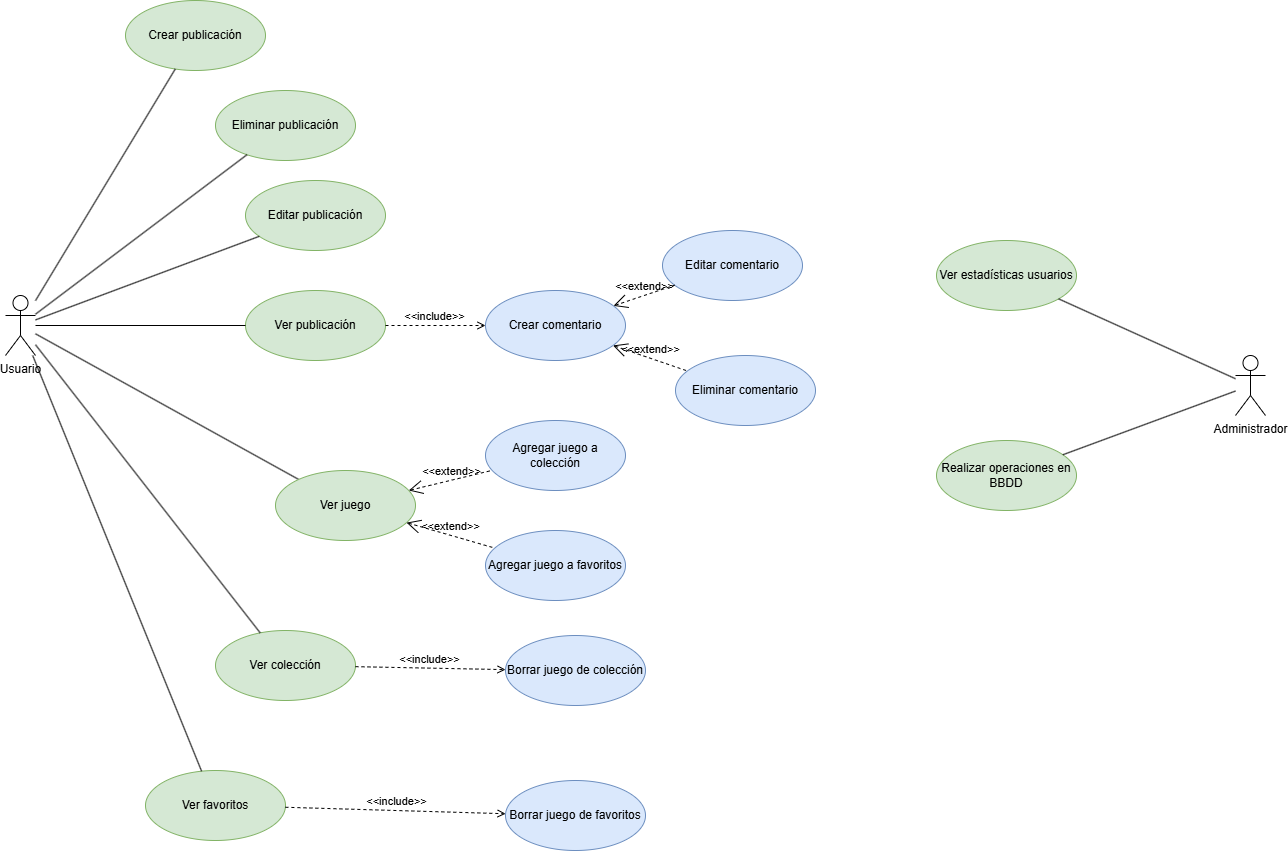 Crear publicación
Eliminar publicación
Editar publicación
Editar comentario
<<extend>>
Ver estadísticas usuarios
Ver publicación
<<include>>
Crear comentario
<<extend>>
Usuario
Eliminar comentario
Administrador
Agregar juego a
colección
<<extend>>
Realizar operaciones en
BBDD
Ver juego
<<extend>>
Agregar juego a favoritos
Ver colección
<<include>>
Borrar juego de colección
Ver favoritos
<<include>>
Borrar juego de favoritos